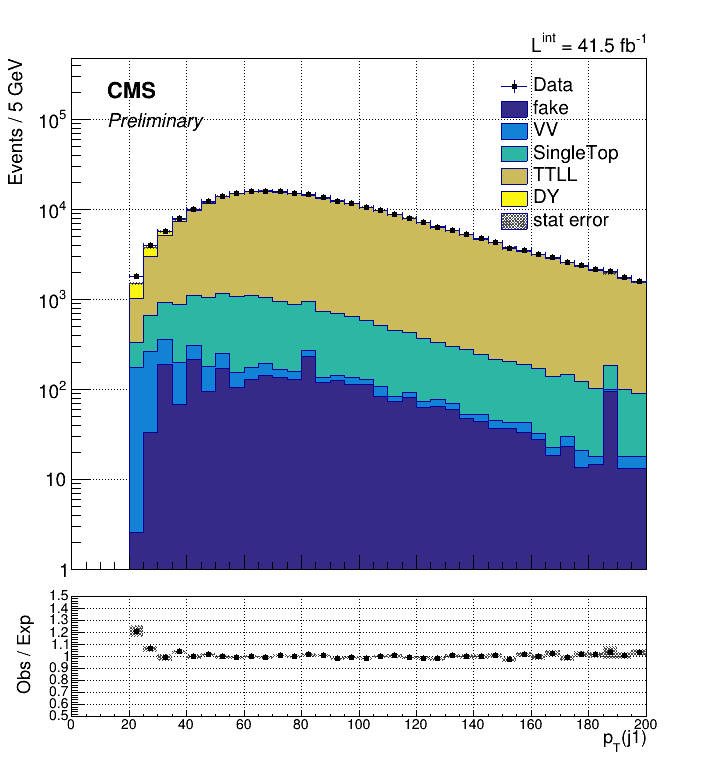 L^int = 41.5 fb^-1
Events / 5 GeV
CMS
Preliminary
Data
fake
VV
SingleTop
TTLL
DY
stat error
10^5
10^4
10^3
10^2
10
1
Obs / Exp
1.5
1.4
1.3
1.2
1.1
1
0.9
0.8
0.7
0.6
0.5
0 20 40 60 80 100 120 140 160 180 200
p_T(j1)